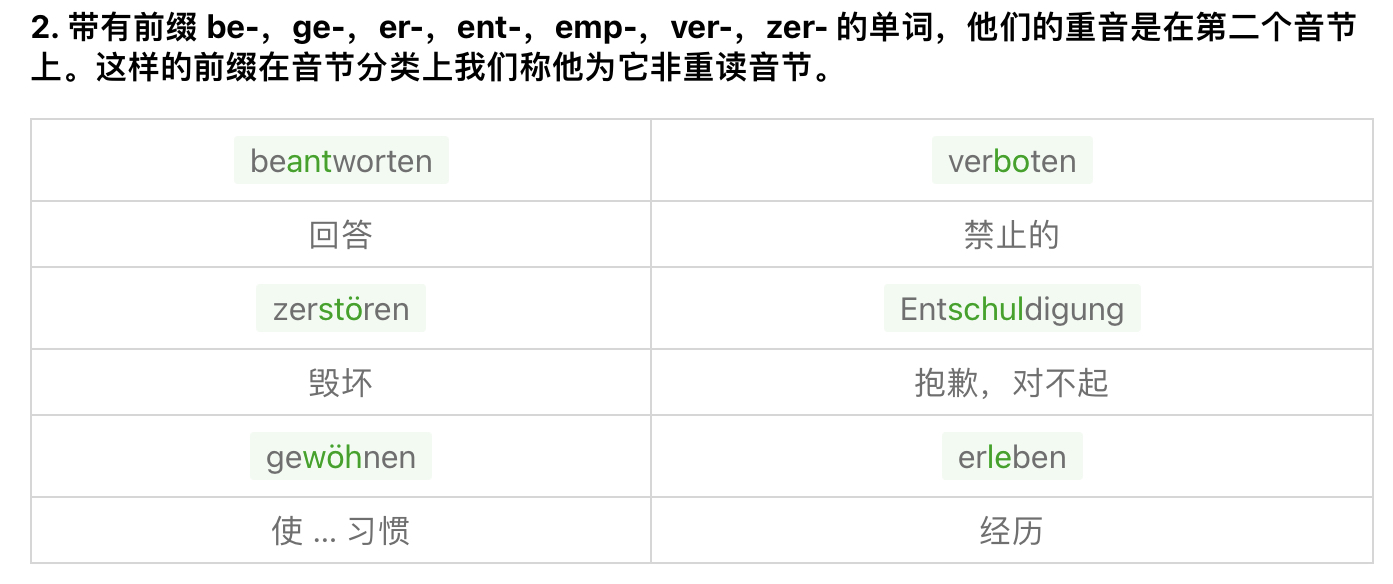 2. 带有前缀 be-，ge-，er-，ent-，emp-，ver-，zer- 的单词，他们的重音是在第二个音节
上。这样的前缀在音节分类上我们称他为它非重读音节。
beantworten verboten
回答 禁止的
zerstören Entschuldigung
毁坏 抱歉，对不起
gewöhnen erleben
使 ... 习惯 经历